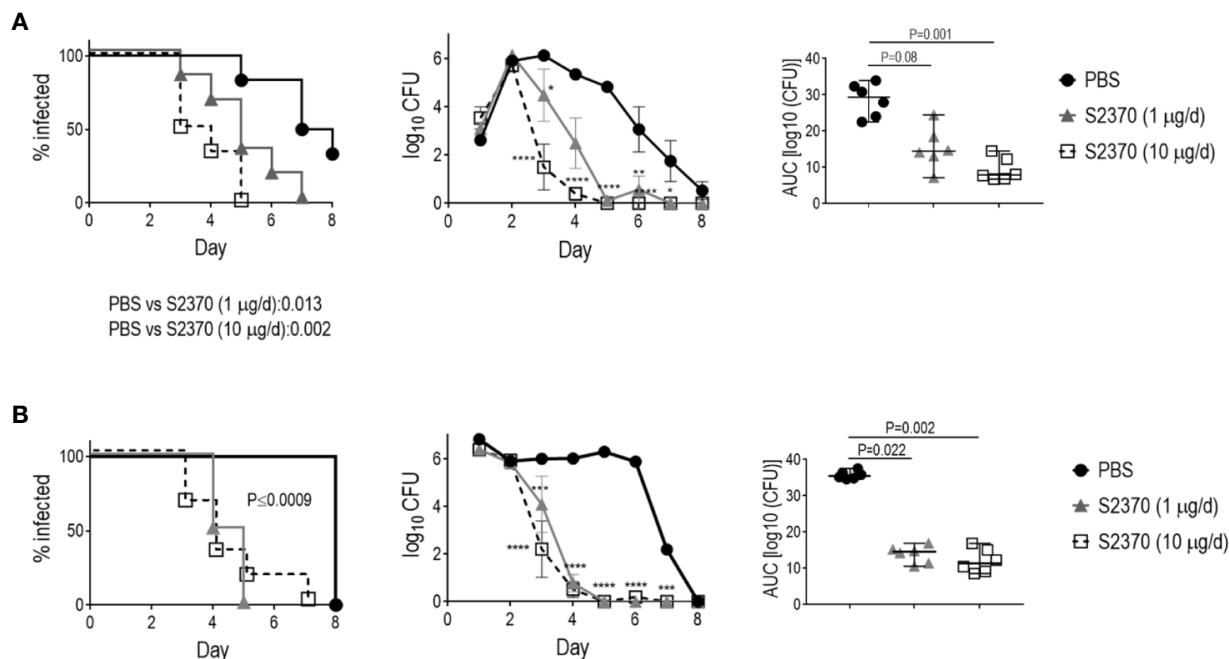 A
% infected
100
50
0
0 2 4 6 8
Day
PBS vs S2370 (1 µg/d):0.013
PBS vs S2370 (10 µg/d):0.002
log10 CFU
6
4
2
0
0 2 4 6 8
Day
* **** **** **** ** **** *
AUC [log10 (CFU)]
40
30
20
10
0
P=0.001
P=0.08
PBS
S2370 (1 µg/d)
S2370 (10 µg/d)
B
% infected
100
50
0
0 2 4 6 8
Day
P≤0.0009
log10 CFU
6
4
2
0
0 2 4 6 8
Day
*** **** **** **** **** ***
AUC [log10 (CFU)]
40
30
20
10
0
P=0.002
P=0.022
PBS
S2370 (1 µg/d)
S2370 (10 µg/d)